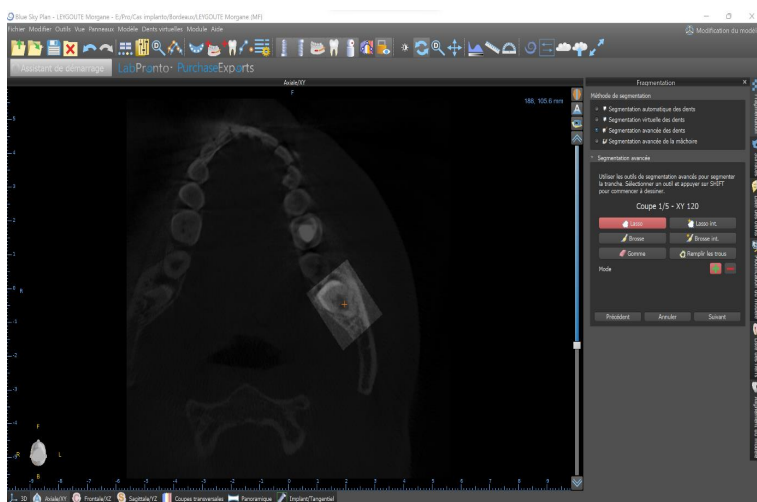 Blue Sky Plan - LEYGOUTE Morgane - E:/Pro/Cas implanto/Bordeaux/LEYGOUTE Morgane (MF)
Fichier Modifier Outils Vue Panneaux Modèle Dents virtuelles Module Aide
Modification du modèl
Assistant de démarrage LabPronto PurchaseExports
Axiale/XY
Fragmentation
F
188, 105.6 mm
A
Méthode de segmentation
Segmentation automatique des dents
Segmentation virtuelle des dents
Segmentation avancée des dents
Segmentation avancée de la mâchoire
Segmentation avancée
Utiliser les outils de segmentation avancés pour segmenter
la tranche. Sélectionner un outil et appuyer sur SHIFT
pour commencer à dessiner.
Coupe 1/5 - XY 120
Lasso Lasso int.
Brosse Brosse int.
Gomme Remplir les trous
Mode
Précédent Annuler Suivant
R
F
R L
B
3D Axiale/XY Frontale/XZ Sagittale/YZ Coupes transversales Panoramique Implant/Tangentiel